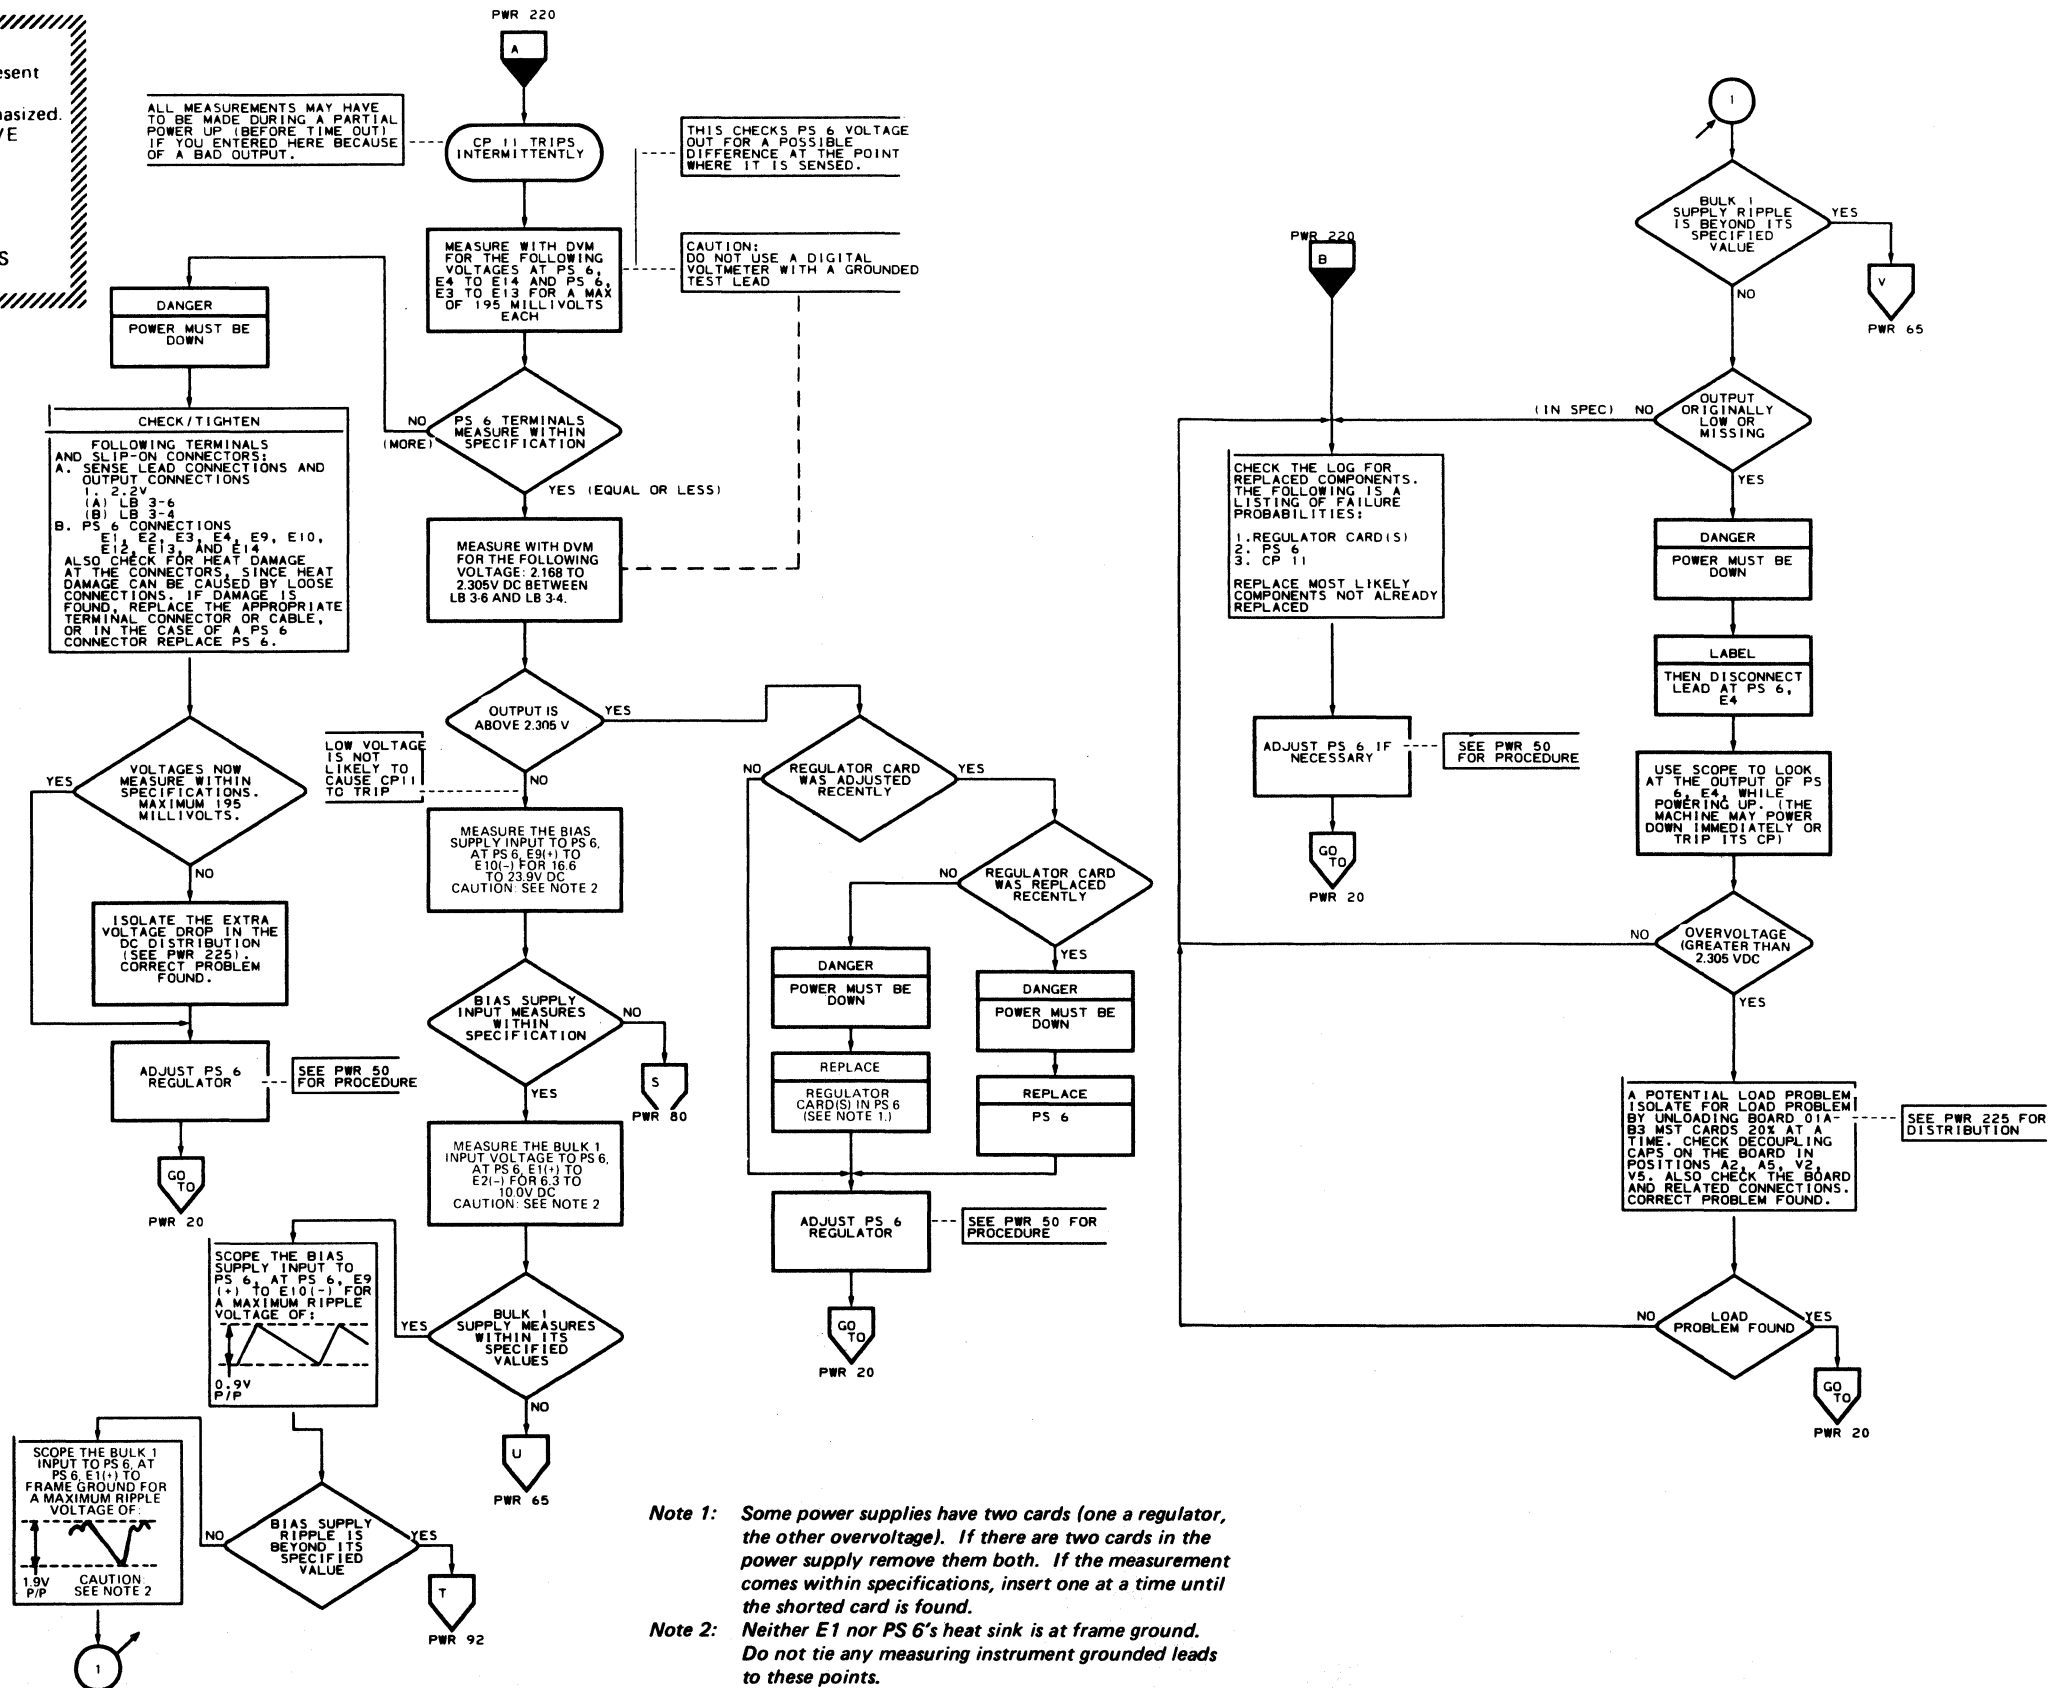 esent
asized.
VE
S
PWR 220
A
ALL MEASUREMENTS MAY HAVE
TO BE MADE DURING A PARTIAL
POWER UP (BEFORE TIME OUT)
IF YOU ENTERED HERE BECAUSE
OF A BAD OUTPUT.
CP 11 TRIPS
INTERMITTENTLY
THIS CHECKS PS 6 VOLTAGE
OUT FOR A POSSIBLE
DIFFERENCE AT THE POINT
WHERE IT IS SENSED.
MEASURE WITH DVM
FOR THE FOLLOWING
VOLTAGES AT PS 6,
E4 TO E14 AND PS 6,
E3 TO E13 FOR A MAX
OF 195 MILLIVOLTS
EACH
CAUTION:
DO NOT USE A DIGITAL
VOLTMETER WITH A GROUNDED
TEST LEAD
DANGER
POWER MUST BE
DOWN
NO
(MORE)
PS 6 TERMINALS
MEASURE WITHIN
SPECIFICATION
YES (EQUAL OR LESS)
CHECK/TIGHTEN
FOLLOWING TERMINALS
AND SLIP-ON CONNECTORS:
A. SENSE LEAD CONNECTIONS AND
OUTPUT CONNECTIONS
1. 2.2V
(A) LB 3-6
(B) LB 3-4
B. PS 6 CONNECTIONS
E1, E2, E3, E4, E9, E10,
E12, E13, AND E14
ALSO CHECK FOR HEAT DAMAGE
AT THE CONNECTORS, SINCE HEAT
DAMAGE CAN BE CAUSED BY LOOSE
CONNECTIONS. IF DAMAGE IS
FOUND, REPLACE THE APPROPRIATE
TERMINAL CONNECTOR OR CABLE,
OR IN THE CASE OF A PS 6
CONNECTOR REPLACE PS 6.
MEASURE WITH DVM
FOR THE FOLLOWING
VOLTAGE: 2.168 TO
2.305V DC BETWEEN
LB 3-6 AND LB 3-4.
OUTPUT IS
ABOVE 2.305 V
YES
NO
LOW VOLTAGE
IS NOT
LIKELY TO
CAUSE CP11
TO TRIP
YES
VOLTAGES NOW
MEASURE WITHIN
SPECIFICATIONS.
MAXIMUM 195
MILLIVOLTS.
NO
ISOLATE THE EXTRA
VOLTAGE DROP IN THE
DC DISTRIBUTION
(SEE PWR 225).
CORRECT PROBLEM
FOUND.
ADJUST PS 6
REGULATOR
SEE PWR 50
FOR PROCEDURE
GO
TO
PWR 20
MEASURE THE BIAS
SUPPLY INPUT TO PS 6,
AT PS 6, E9(+) TO
E10(-) FOR 16.6
TO 23.9V DC
CAUTION: SEE NOTE 2
BIAS SUPPLY
INPUT MEASURES
WITHIN
SPECIFICATION
NO
S
PWR 80
YES
MEASURE THE BULK 1
INPUT VOLTAGE TO PS 6,
AT PS 6, E1(+) TO
E2(-) FOR 6.3 TO
10.0V DC
CAUTION: SEE NOTE 2
BULK 1
SUPPLY MEASURES
WITHIN ITS
SPECIFIED
VALUES
YES
NO
U
PWR 65
SCOPE THE BIAS
SUPPLY INPUT TO
PS 6, AT PS 6, E9
(+) TO E10(-) FOR
A MAXIMUM RIPPLE
VOLTAGE OF:
0.9V
P/P
BIAS SUPPLY
RIPPLE IS
BEYOND ITS
SPECIFIED
VALUE
NO
YES
T
PWR 92
SCOPE THE BULK 1
INPUT TO PS 6, AT
PS 6, E1(+) TO
FRAME GROUND FOR
A MAXIMUM RIPPLE
VOLTAGE OF:
1.9V
P/P
CAUTION:
SEE NOTE 2
1
NO
REGULATOR CARD
WAS ADJUSTED
RECENTLY
YES
NO
REGULATOR CARD
WAS REPLACED
RECENTLY
YES
DANGER
POWER MUST BE
DOWN
REPLACE
REGULATOR
CARD(S) IN PS 6
(SEE NOTE 1.)
DANGER
POWER MUST BE
DOWN
REPLACE
PS 6
ADJUST PS 6
REGULATOR
SEE PWR 50 FOR
PROCEDURE
GO
TO
PWR 20
PWR 220
B
CHECK THE LOG FOR
REPLACED COMPONENTS.
THE FOLLOWING IS A
LISTING OF FAILURE
PROBABILITIES:
1.REGULATOR CARD(S)
2. PS 6
3. CP 11
REPLACE MOST LIKELY
COMPONENTS NOT ALREADY
REPLACED
ADJUST PS 6 IF
NECESSARY
SEE PWR 50
FOR PROCEDURE
GO
TO
PWR 20
1
BULK 1
SUPPLY RIPPLE
IS BEYOND ITS
SPECIFIED
VALUE
YES
V
PWR 65
NO
(IN SPEC) NO
OUTPUT
ORIGINALLY
LOW OR
MISSING
YES
DANGER
POWER MUST BE
DOWN
LABEL
THEN DISCONNECT
LEAD AT PS 6,
E4
USE SCOPE TO LOOK
AT THE OUTPUT OF PS
6, E4, WHILE
POWERING UP. (THE
MACHINE MAY POWER
DOWN IMMEDIATELY OR
TRIP ITS CP)
NO
OVERVOLTAGE
(GREATER THAN
2.305 VDC
YES
A POTENTIAL LOAD PROBLEM
ISOLATE FOR LOAD PROBLEM
BY UNLOADING BOARD 01A-
B3 MST CARDS 20% AT A
TIME. CHECK DECOUPLING
CAPS ON THE BOARD IN
POSITIONS A2, A5, V2,
V5. ALSO CHECK THE BOARD
AND RELATED CONNECTIONS.
CORRECT PROBLEM FOUND.
SEE PWR 225 FOR
DISTRIBUTION
NO
LOAD
PROBLEM FOUND
YES
GO
TO
PWR 20
Note 1: Some power supplies have two cards (one a regulator,
the other overvoltage). If there are two cards in the
power supply remove them both. If the measurement
comes within specifications, insert one at a time until
the shorted card is found.
Note 2: Neither E1 nor PS 6's heat sink is at frame ground.
Do not tie any measuring instrument grounded leads
to these points.